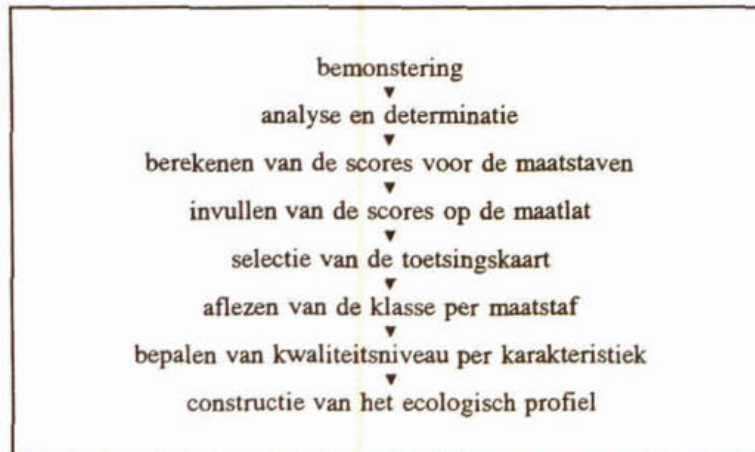 bemonstering
▼
analyse en determinatie
▼
berekenen van de scores voor de maatstaven
▼
invullen van de scores op de maatlat
▼
selectie van de toetsingskaart
▼
aflezen van de klasse per maatstaf
▼
bepalen van kwaliteitsniveau per karakteristiek
▼
constructie van het ecologisch profiel